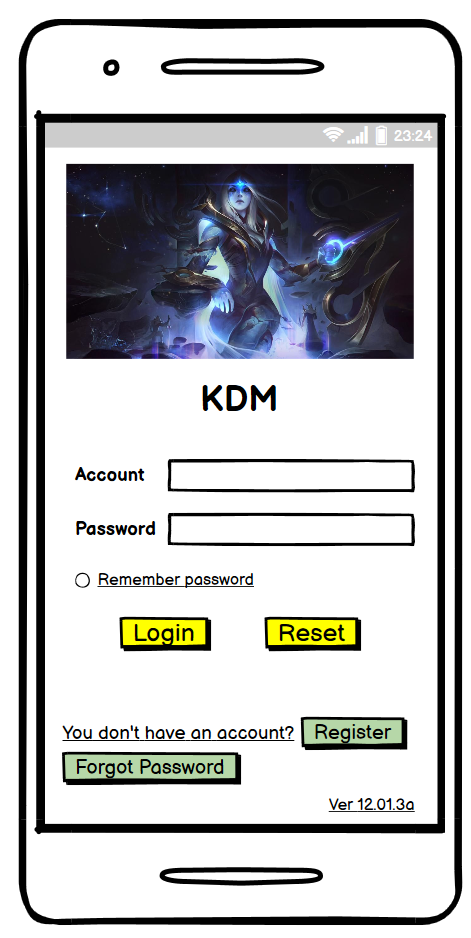 23:24
KDM
Account
Password
Remember password
Login Reset
You don't have an account? Register
Forgot Password
Ver 12.01.3a